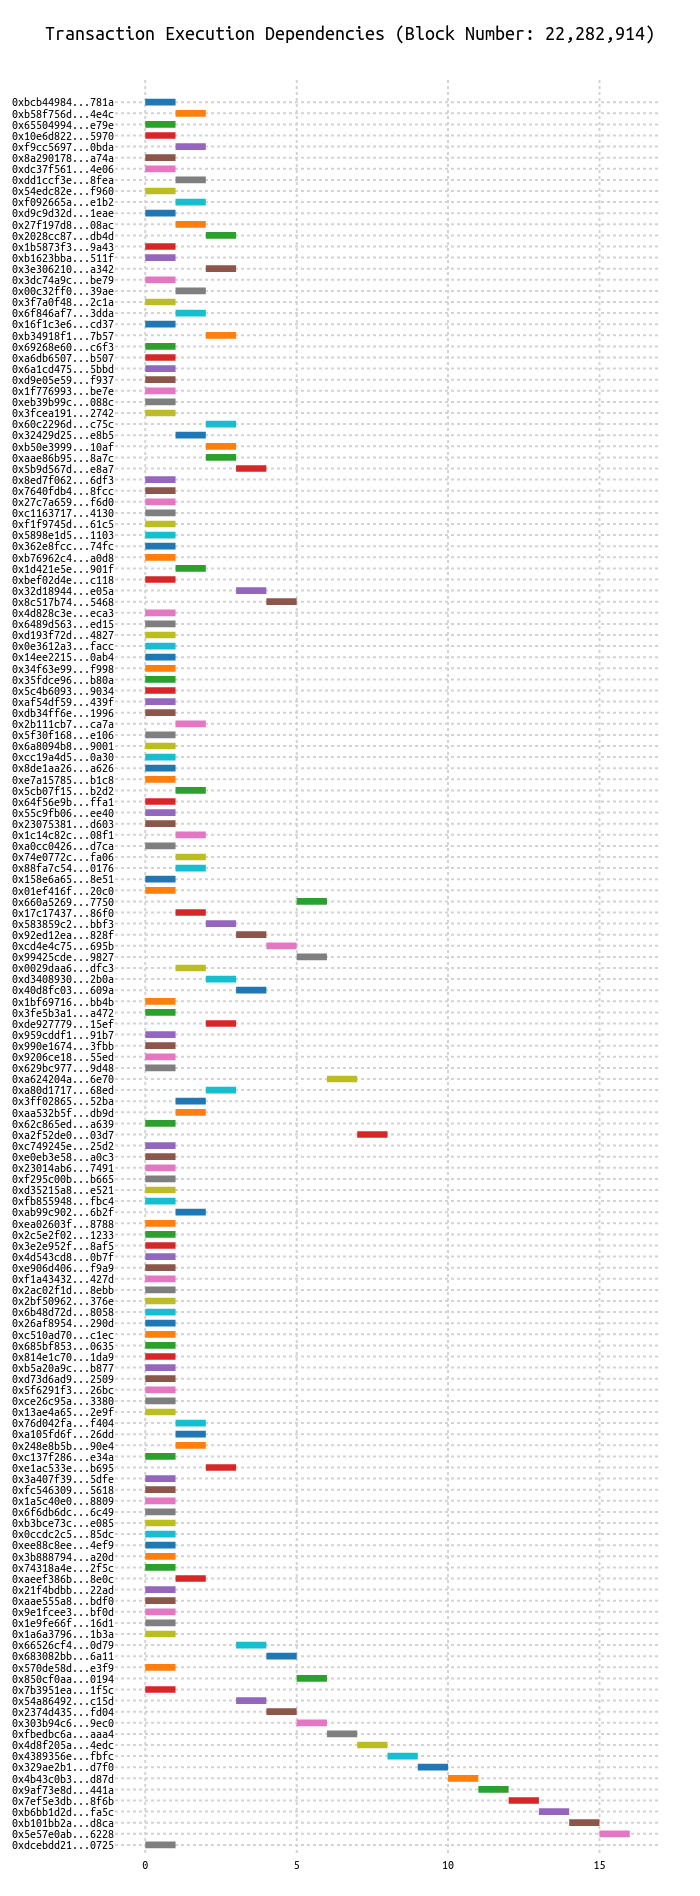 Transaction Execution Dependencies (Block Number: 22,282,914)
0xbcb44984...781a
0xb58f756d...4e4c
0x65504994...e79e
0x10e6d822...5970
0xf9cc5697...0bda
0x8a290178...a74a
0xdc37f561...4e06
0xdd1ccf3e...8fea
0x54edc82e...f960
0xf092665a...e1b2
0xd9c9d32d...1eae
0x27f197d8...08ac
0x2028cc87...db4d
0x1b5873f3...9a43
0xb1623bba...511f
0x3e306210...a342
0x3dc74a9c...be79
0x00c32ff0...39ae
0x3f7a0f48...2c1a
0x6f846af7...3dda
0x16f1c3e6...cd37
0xb34918f1...7b57
0x69268e60...c6f3
0xa6db6507...b507
0x6a1cd475...5bbd
0xd9e05e59...f937
0x1f776993...be7e
0xeb39b99c...088c
0x3fcea191...2742
0x60c2296d...c75c
0x32429d25...e8b5
0xb50e3999...10af
0xaae86b95...8a7c
0x5b9d567d...e8a7
0x8ed7f062...6df3
0x7640fdb4...8fcc
0x27c7a659...f6d0
0xc1163717...4130
0xf1f9745d...61c5
0x5898e1d5...1103
0x362e8fcc...74fc
0xb76962c4...a0d8
0x1d421e5e...901f
0xbef02d4e...c118
0x32d18944...e05a
0x8c517b74...5468
0x4d828c3e...eca3
0x6489d563...ed15
0xd193f72d...4827
0x0e3612a3...facc
0x14ee2215...0ab4
0x34f63e99...f998
0x35fdce96...b80a
0x5c4b6093...9034
0xaf54df59...439f
0xdb34ff6e...1996
0x2b111cb7...ca7a
0x5f30f168...e106
0x6a8094b8...9001
0xcc19a4d5...0a30
0x8de1aa26...a626
0xe7a15785...b1c8
0x5cb07f15...b2d2
0x64f56e9b...ffa1
0x55c9fb06...ee40
0x23075381...d603
0x1c14c82c...08f1
0xa0cc0426...d7ca
0x74e0772c...fa06
0x88fa7c54...0176
0x158e6a65...8e51
0x01ef416f...20c0
0x660a5269...7750
0x17c17437...86f0
0x583859c2...bbf3
0x92ed12ea...828f
0xcd4e4c75...695b
0x99425cde...9827
0x0029daa6...dfc3
0xd3408930...2b0a
0x40d8fc03...609a
0x1bf69716...bb4b
0x3fe5b3a1...a472
0xde927779...15ef
0x959cddf1...91b7
0x990e1674...3fbb
0x9206ce18...55ed
0x629bc977...9d48
0xa624204a...6e70
0xa80d1717...68ed
0x3ff02865...52ba
0xaa532b5f...db9d
0x62c865ed...a639
0xa2f52de0...03d7
0xc749245e...25d2
0xe0eb3e58...a0c3
0x23014ab6...7491
0xf295c00b...b665
0xd35215a8...e521
0xfb855948...fbc4
0xab99c902...6b2f
0xea02603f...8788
0x2c5e2f02...1233
0x3e2e952f...8af5
0x4d543cd8...0b7f
0xe906d406...f9a9
0xf1a43432...427d
0x2ac02f1d...8ebb
0x2bf50962...376e
0x6b48d72d...8058
0x26af8954...290d
0xc510ad70...c1ec
0x685bf853...0635
0x814e1c70...1da9
0xb5a20a9c...b877
0xd73d6ad9...2509
0x5f6291f3...26bc
0xce26c95a...3380
0x13ae4a65...2e9f
0x76d042fa...f404
0xa105fd6f...26dd
0x248e8b5b...90e4
0xc137f286...e34a
0xe1ac533e...b695
0x3a407f39...5dfe
0xfc546309...5618
0x1a5c40e0...8809
0x6f6db6dc...6c49
0xb3bce73c...e085
0x0ccdc2c5...85dc
0xee88c8ee...4ef9
0x3b888794...a20d
0x74318a4e...2f5c
0xaeef386b...8e0c
0x21f4bdbb...22ad
0xaae555a8...bdf0
0x9e1fcee3...bf0d
0x1e9fe66f...16d1
0x1a6a3796...1b3a
0x66526cf4...0d79
0x683082bb...6a11
0x570de58d...e3f9
0x850cf0aa...0194
0x7b3951ea...1f5c
0x54a86492...c15d
0x2374d435...fd04
0x303b94c6...9ec0
0xfbedbc6a...aaa4
0x4d8f205a...4edc
0x4389356e...fbfc
0x329ae2b1...d7f0
0x4b43c0b3...d87d
0x9af73e8d...441a
0x7ef5e3db...8f6b
0xb6bb1d2d...fa5c
0xb101bb2a...d8ca
0x5e57e0ab...6228
0xdcebdd21...0725
0 5 10 15